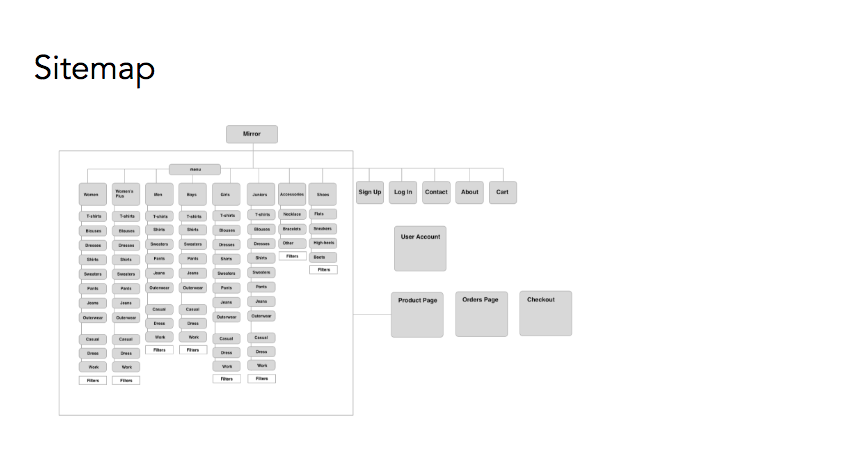 Sitemap
Mirror
Items
Women
Women's
Plus
Men
Boys
Girls
Juniors
Accessories
Shoes
Sign Up
Log In
Contact
About
Cart
T-shirts
Blouses
Dresses
Shirts
Sweaters
Pants
Jeans
Outerwear
Casual
Dress
Work
Filters
T-shirts
Blouses
Dresses
Shirts
Sweaters
Pants
Jeans
Outerwear
Casual
Dress
Work
Filters
T-shirts
Shirts
Sweaters
Pants
Jeans
Outerwear
Casual
Dress
Work
Filters
T-shirts
Shirts
Sweaters
Pants
Jeans
Outerwear
Casual
Dress
Work
Filters
T-shirts
Blouses
Dresses
Shirts
Sweaters
Pants
Jeans
Outerwear
Casual
Dress
Work
Filters
T-shirts
Blouses
Dresses
Shirts
Sweaters
Pants
Jeans
Outerwear
Casual
Dress
Work
Filters
Necklace
Bracelets
Other
Filters
Flats
Sneakers
High heels
Boots
Filters
User Account
Product Page
Orders Page
Checkout